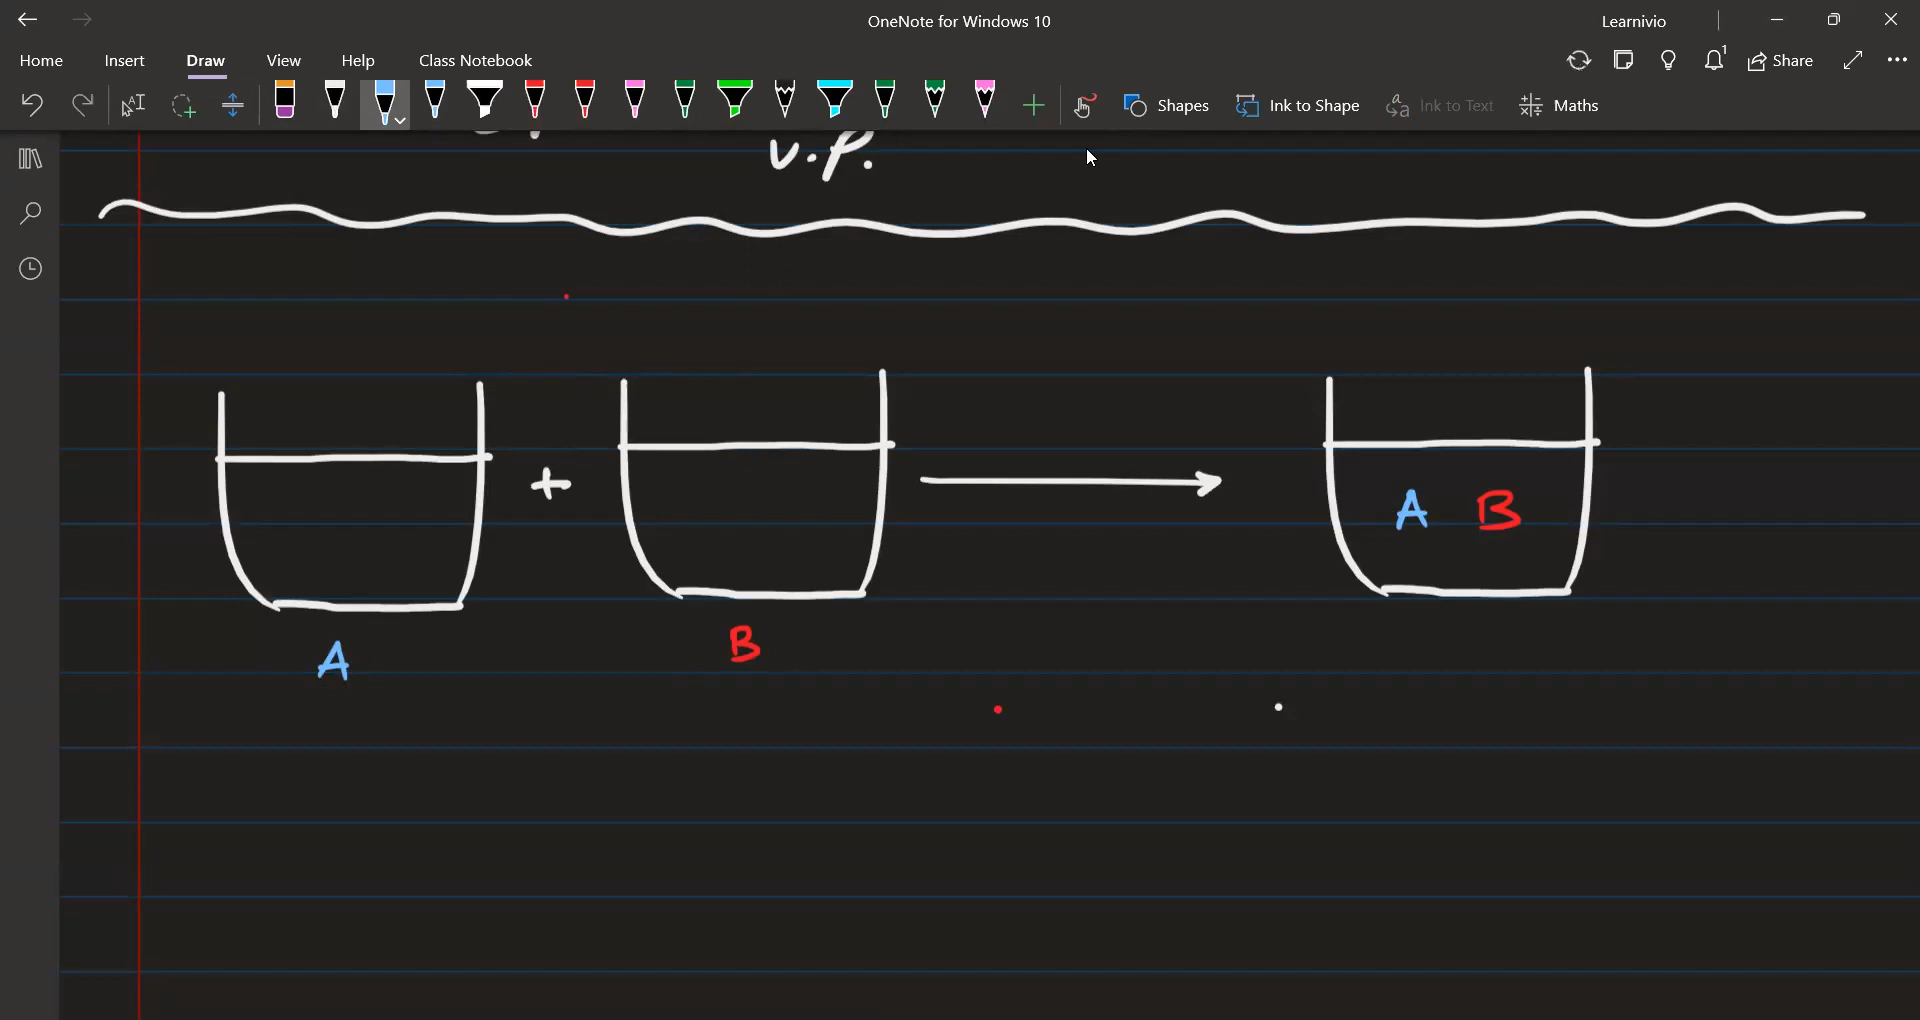 OneNote for Windows 10
Learnivio
Home Insert Draw View Help Class Notebook
1
Share
Shapes Ink to Shape Ink to Text Maths
v.p.
+
A B
A
B